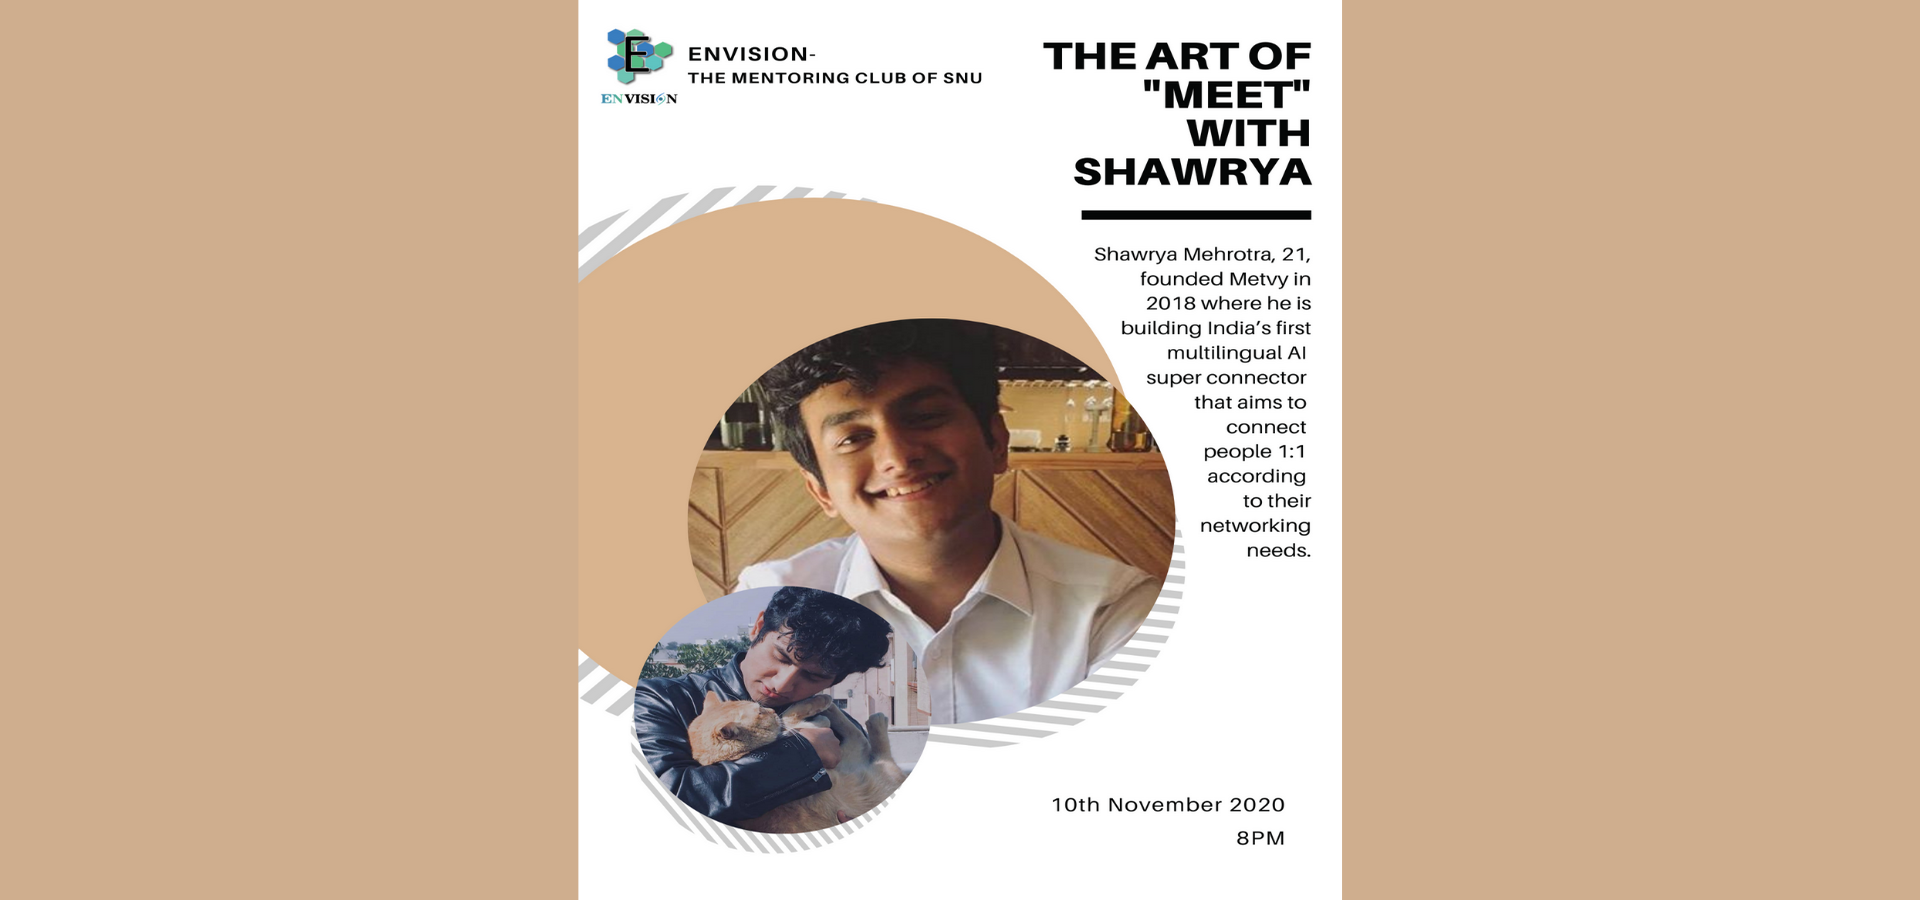 E
ENVISION
ENVISION-
THE MENTORING CLUB OF SNU
THE ART OF
"MEET"
WITH
SHAWRYA
Shawrya Mehrotra, 21,
founded Metvy in
2018 where he is
building India’s first
multilingual AI
super connector
that aims to
connect
people 1:1
according
to their
networking
needs.
10th November 2020
8PM